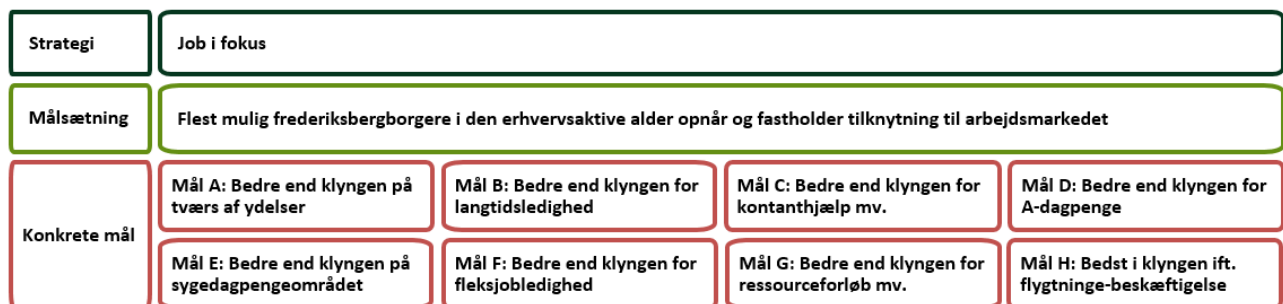 Strategi
Job i fokus
Målsætning
Flest mulig frederiksbergborgere i den erhvervsaktive alder opnår og fastholder tilknytning til arbejdsmarkedet
Konkrete mål
Mål A: Bedre end klyngen på
tværs af ydelser
Mål B: Bedre end klyngen for
langtidsledighed
Mål C: Bedre end klyngen for
kontanthjælp mv.
Mål D: Bedre end klyngen for
A-dagpenge
Mål E: Bedre end klyngen på
sygedagpengeområdet
Mål F: Bedre end klyngen for
fleksjobledighed
Mål G: Bedre end klyngen for
ressourceforløb mv.
Mål H: Bedst i klyngen ift.
flygtninge-beskæftigelse